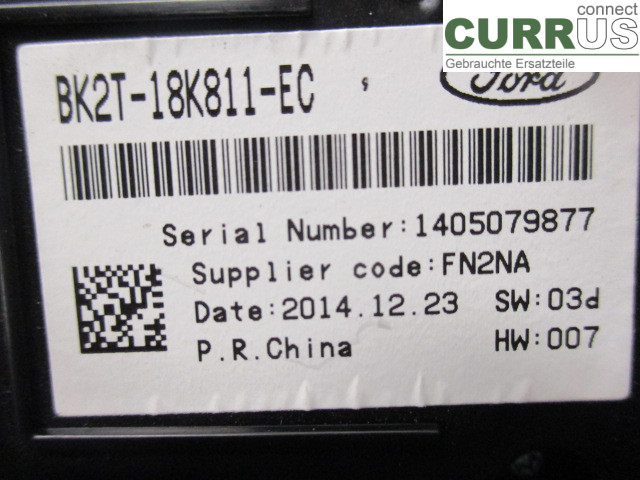 connect
CURRUS
Gebrauchte Ersatzteile
Ford
BK2T-18K811-EC
Serial Number:1405079877
Supplier code:FN2NA
Date:2014.12.23 SW:03d
P.R.China HW:007